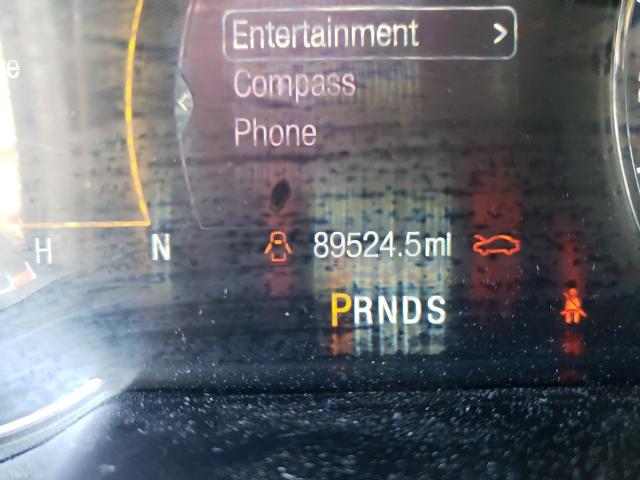 Entertainment >
e
Compass
Phone
H N 89524.5mi
PRNDS